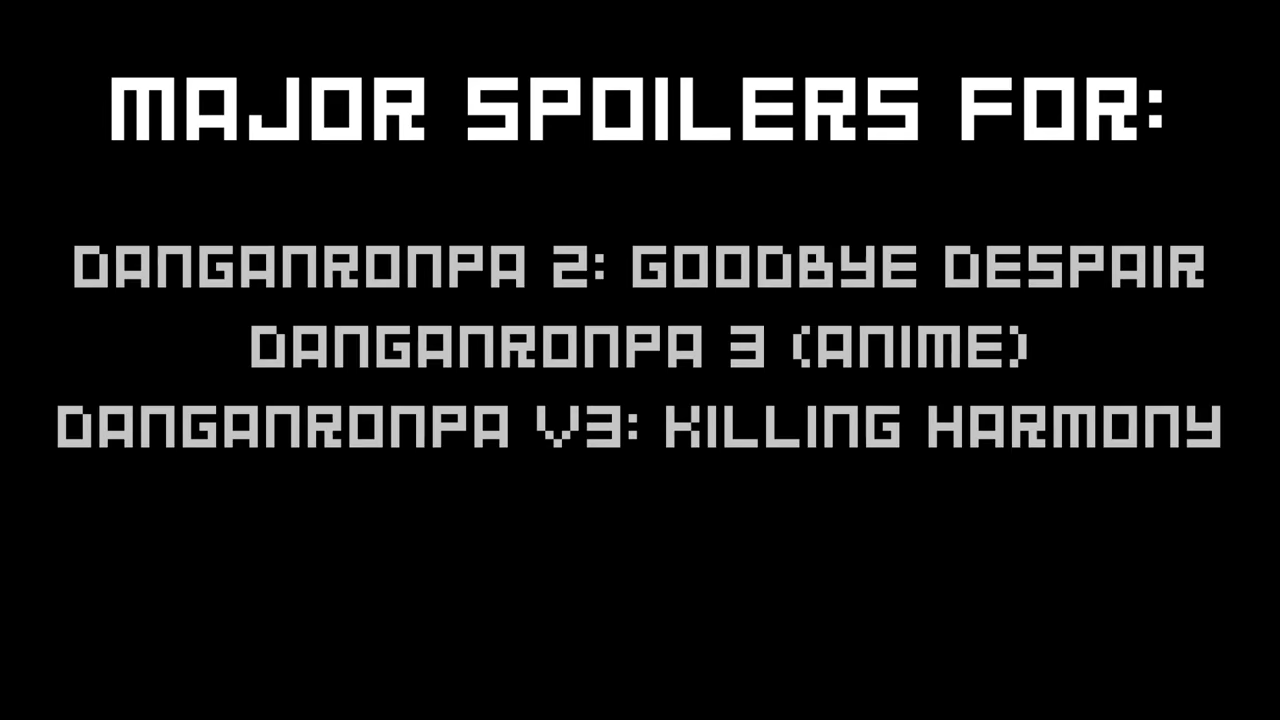 MAJOR SPOILERS FOR:
DANGANRONPA 2: GOODBYE DESPAIR
DANGANRONPA 3 (ANIME)
DANGANRONPA V3: KILLING HARMONY